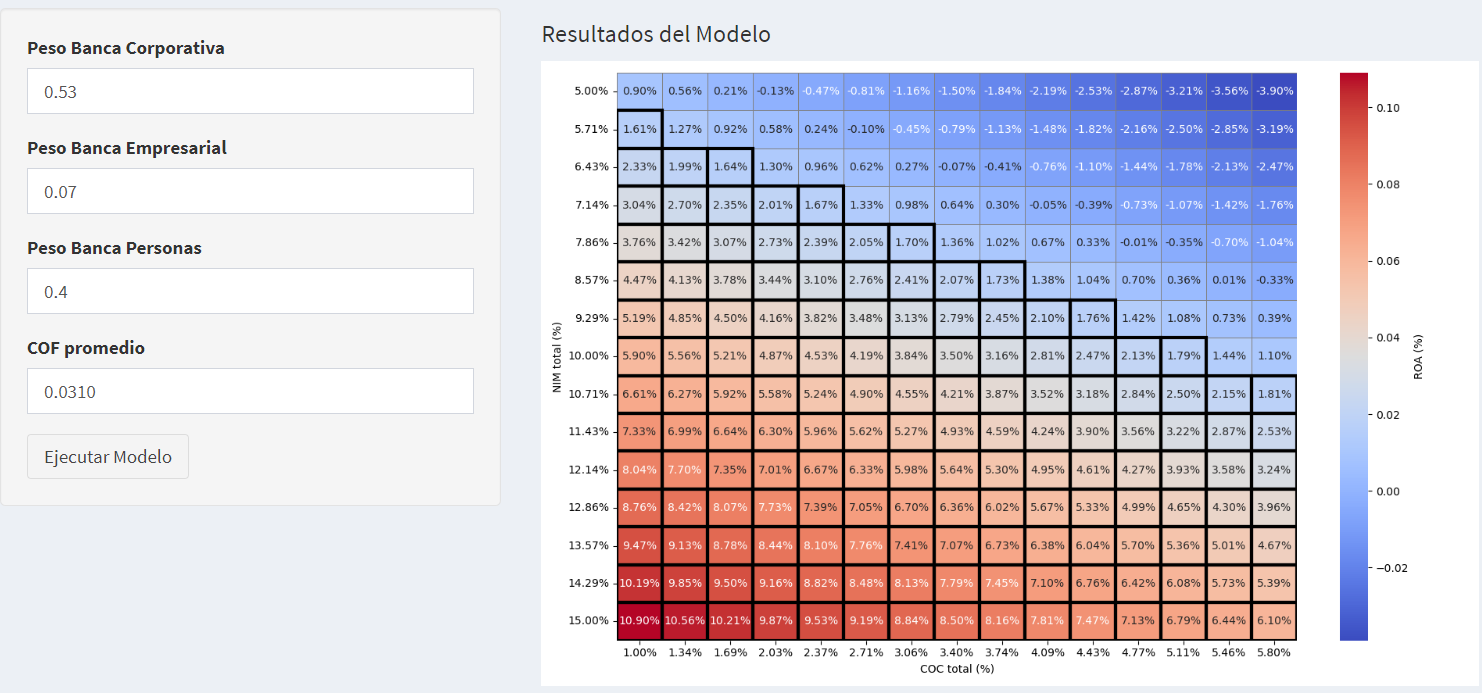 Peso Banca Corporativa
0.53
Peso Banca Empresarial
0.07
Peso Banca Personas
0.4
COF promedio
0.0310
Ejecutar Modelo
Resultados del Modelo
5.00% 0.90% 0.56% 0.21% -0.13% -0.47% -0.81% -1.16% -1.50% -1.84% -2.19% -2.53% -2.87% -3.21% -3.56% -3.90%
5.71% 1.61% 1.27% 0.92% 0.58% 0.24% -0.10% -0.45% -0.79% -1.13% -1.48% -1.82% -2.16% -2.50% -2.85% -3.19%
6.43% 2.33% 1.99% 1.64% 1.30% 0.96% 0.62% 0.27% -0.07% -0.41% -0.76% -1.10% -1.44% -1.78% -2.13% -2.47%
7.14% 3.04% 2.70% 2.35% 2.01% 1.67% 1.33% 0.98% 0.64% 0.30% -0.05% -0.39% -0.73% -1.07% -1.42% -1.76%
7.86% 3.76% 3.42% 3.07% 2.73% 2.39% 2.05% 1.70% 1.36% 1.02% 0.67% 0.33% -0.01% -0.35% -0.70% -1.04%
8.57% 4.47% 4.13% 3.78% 3.44% 3.10% 2.76% 2.41% 2.07% 1.73% 1.38% 1.04% 0.70% 0.36% 0.01% -0.33%
9.29% 5.19% 4.85% 4.50% 4.16% 3.82% 3.48% 3.13% 2.79% 2.45% 2.10% 1.76% 1.42% 1.08% 0.73% 0.39%
10.00% 5.90% 5.56% 5.21% 4.87% 4.53% 4.19% 3.84% 3.50% 3.16% 2.81% 2.47% 2.13% 1.79% 1.44% 1.10%
10.71% 6.61% 6.27% 5.92% 5.58% 5.24% 4.90% 4.55% 4.21% 3.87% 3.52% 3.18% 2.84% 2.50% 2.15% 1.81%
11.43% 7.33% 6.99% 6.64% 6.30% 5.96% 5.62% 5.27% 4.93% 4.59% 4.24% 3.90% 3.56% 3.22% 2.87% 2.53%
12.14% 8.04% 7.70% 7.35% 7.01% 6.67% 6.33% 5.98% 5.64% 5.30% 4.95% 4.61% 4.27% 3.93% 3.58% 3.24%
12.86% 8.76% 8.42% 8.07% 7.73% 7.39% 7.05% 6.70% 6.36% 6.02% 5.67% 5.33% 4.99% 4.65% 4.30% 3.96%
13.57% 9.47% 9.13% 8.78% 8.44% 8.10% 7.76% 7.41% 7.07% 6.73% 6.38% 6.04% 5.70% 5.36% 5.01% 4.67%
14.29% 10.19% 9.85% 9.50% 9.16% 8.82% 8.48% 8.13% 7.79% 7.45% 7.10% 6.76% 6.42% 6.08% 5.73% 5.39%
15.00% 10.90% 10.56% 10.21% 9.87% 9.53% 9.19% 8.84% 8.50% 8.16% 7.81% 7.47% 7.13% 6.79% 6.44% 6.10%
1.00% 1.34% 1.69% 2.03% 2.37% 2.71% 3.06% 3.40% 3.74% 4.09% 4.43% 4.77% 5.11% 5.46% 5.80%
COC total (%)
NIM total (%)
0.10
0.08
0.06
0.04
0.02
0.00
−0.02
ROA (%)